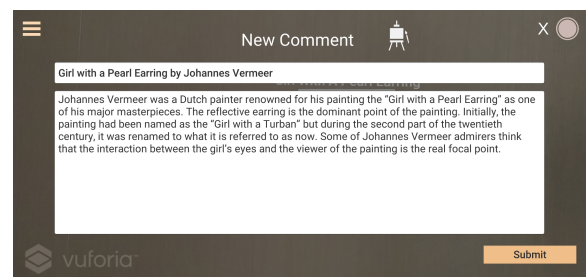 New Comment
X
Girl with a Pearl Earring by Johannes Vermeer
Girl With A Pearl Earring
Johannes Vermeer was a Dutch painter renowned for his painting the “Girl with a Pearl Earring” as one
of his major masterpieces. The reflective earring is the dominant point of the painting. Initially, the
painting had been named as the “Girl with a Turban” but during the second part of the twentieth
century, it was renamed to what it is referred to as now. Some of Johannes Vermeer admirers think
that the interaction between the girl's eyes and the viewer of the painting is the real focal point.
Submit
vuforia™